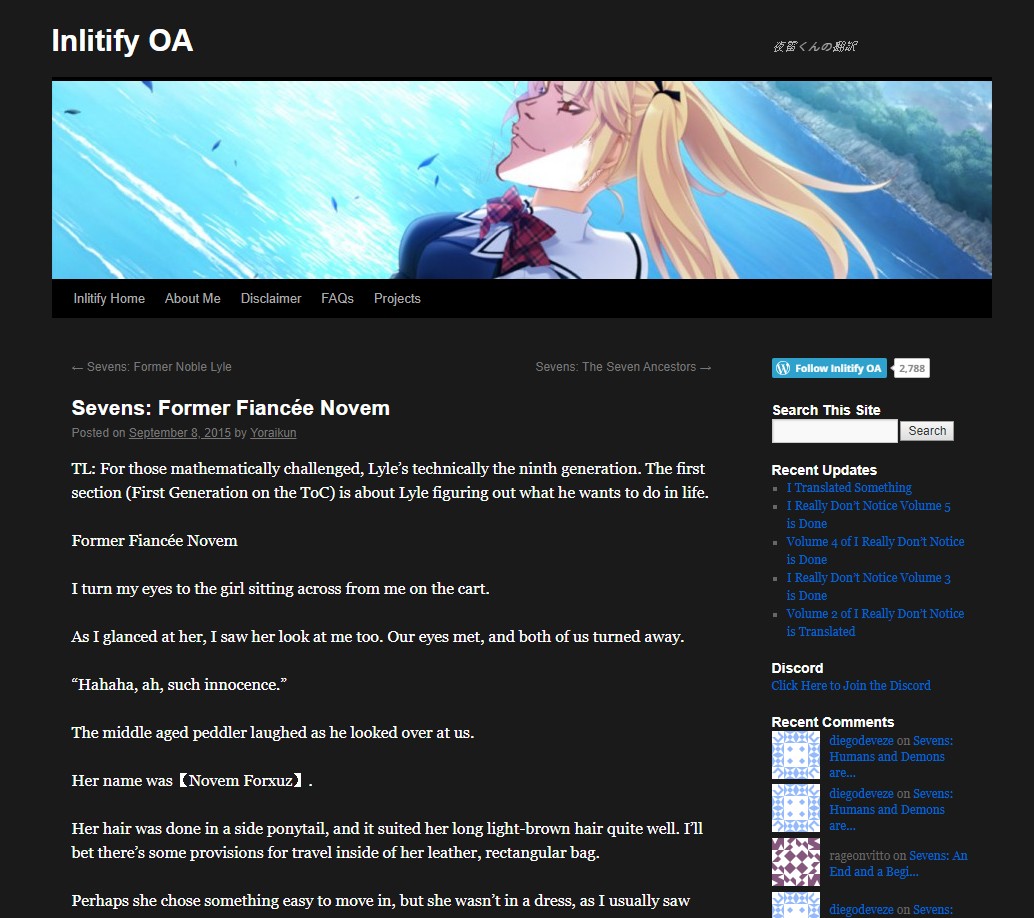 Inlitify OA
夜雷くんの翻訳
Inlitify Home About Me Disclaimer FAQs Projects
← Sevens: Former Noble Lyle
Sevens: The Seven Ancestors →
Sevens: Former Fiancée Novem
Posted on September 8, 2015 by Yoraikun
TL: For those mathematically challenged, Lyle’s technically the ninth generation. The first
section (First Generation on the ToC) is about Lyle figuring out what he wants to do in life.
Former Fiancée Novem
I turn my eyes to the girl sitting across from me on the cart.
As I glanced at her, I saw her look at me too. Our eyes met, and both of us turned away.
“Hahaha, ah, such innocence.”
The middle aged peddler laughed as he looked over at us.
Her name was【Novem Forxuz】.
Her hair was done in a side ponytail, and it suited her long light-brown hair quite well. I’ll
bet there’s some provisions for travel inside of her leather, rectangular bag.
Perhaps she chose something easy to move in, but she wasn’t in a dress, as I usually saw
Follow Inlitify OA 2,788
Search This Site
Search
Recent Updates
I Translated Something
I Really Don’t Notice Volume 5
is Done
Volume 4 of I Really Don’t Notice
is Done
I Really Don’t Notice Volume 3
is Done
Volume 2 of I Really Don’t Notice
is Translated
Discord
Click Here to Join the Discord
Recent Comments
diegodeveze on Sevens:
Humans and Demons
are…
diegodeveze on Sevens:
Humans and Demons
are…
rageonvitto on Sevens: An
End and a Begi…
diegodeveze on Sevens: